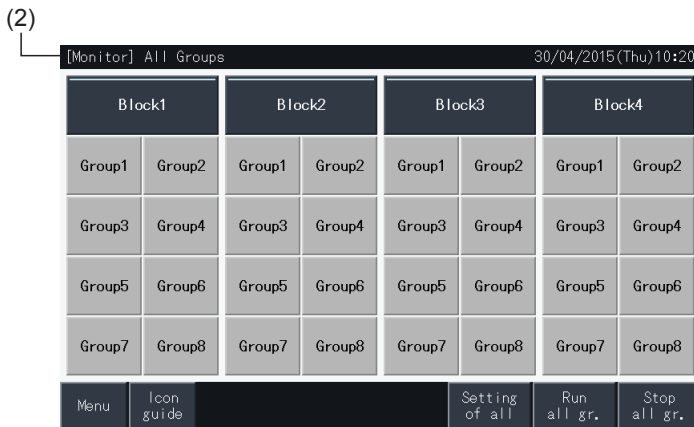 (2)
[Monitor] All Groups 30/04/2015(Thu)10:20
Block1 Block2 Block3 Block4
Group1 Group2 Group1 Group2 Group1 Group2 Group1 Group2
Group3 Group4 Group3 Group4 Group3 Group4 Group3 Group4
Group5 Group6 Group5 Group6 Group5 Group6 Group5 Group6
Group7 Group8 Group7 Group8 Group7 Group8 Group7 Group8
Menu
Icon
guide
Setting
of all
Run
all gr.
Stop
all gr.